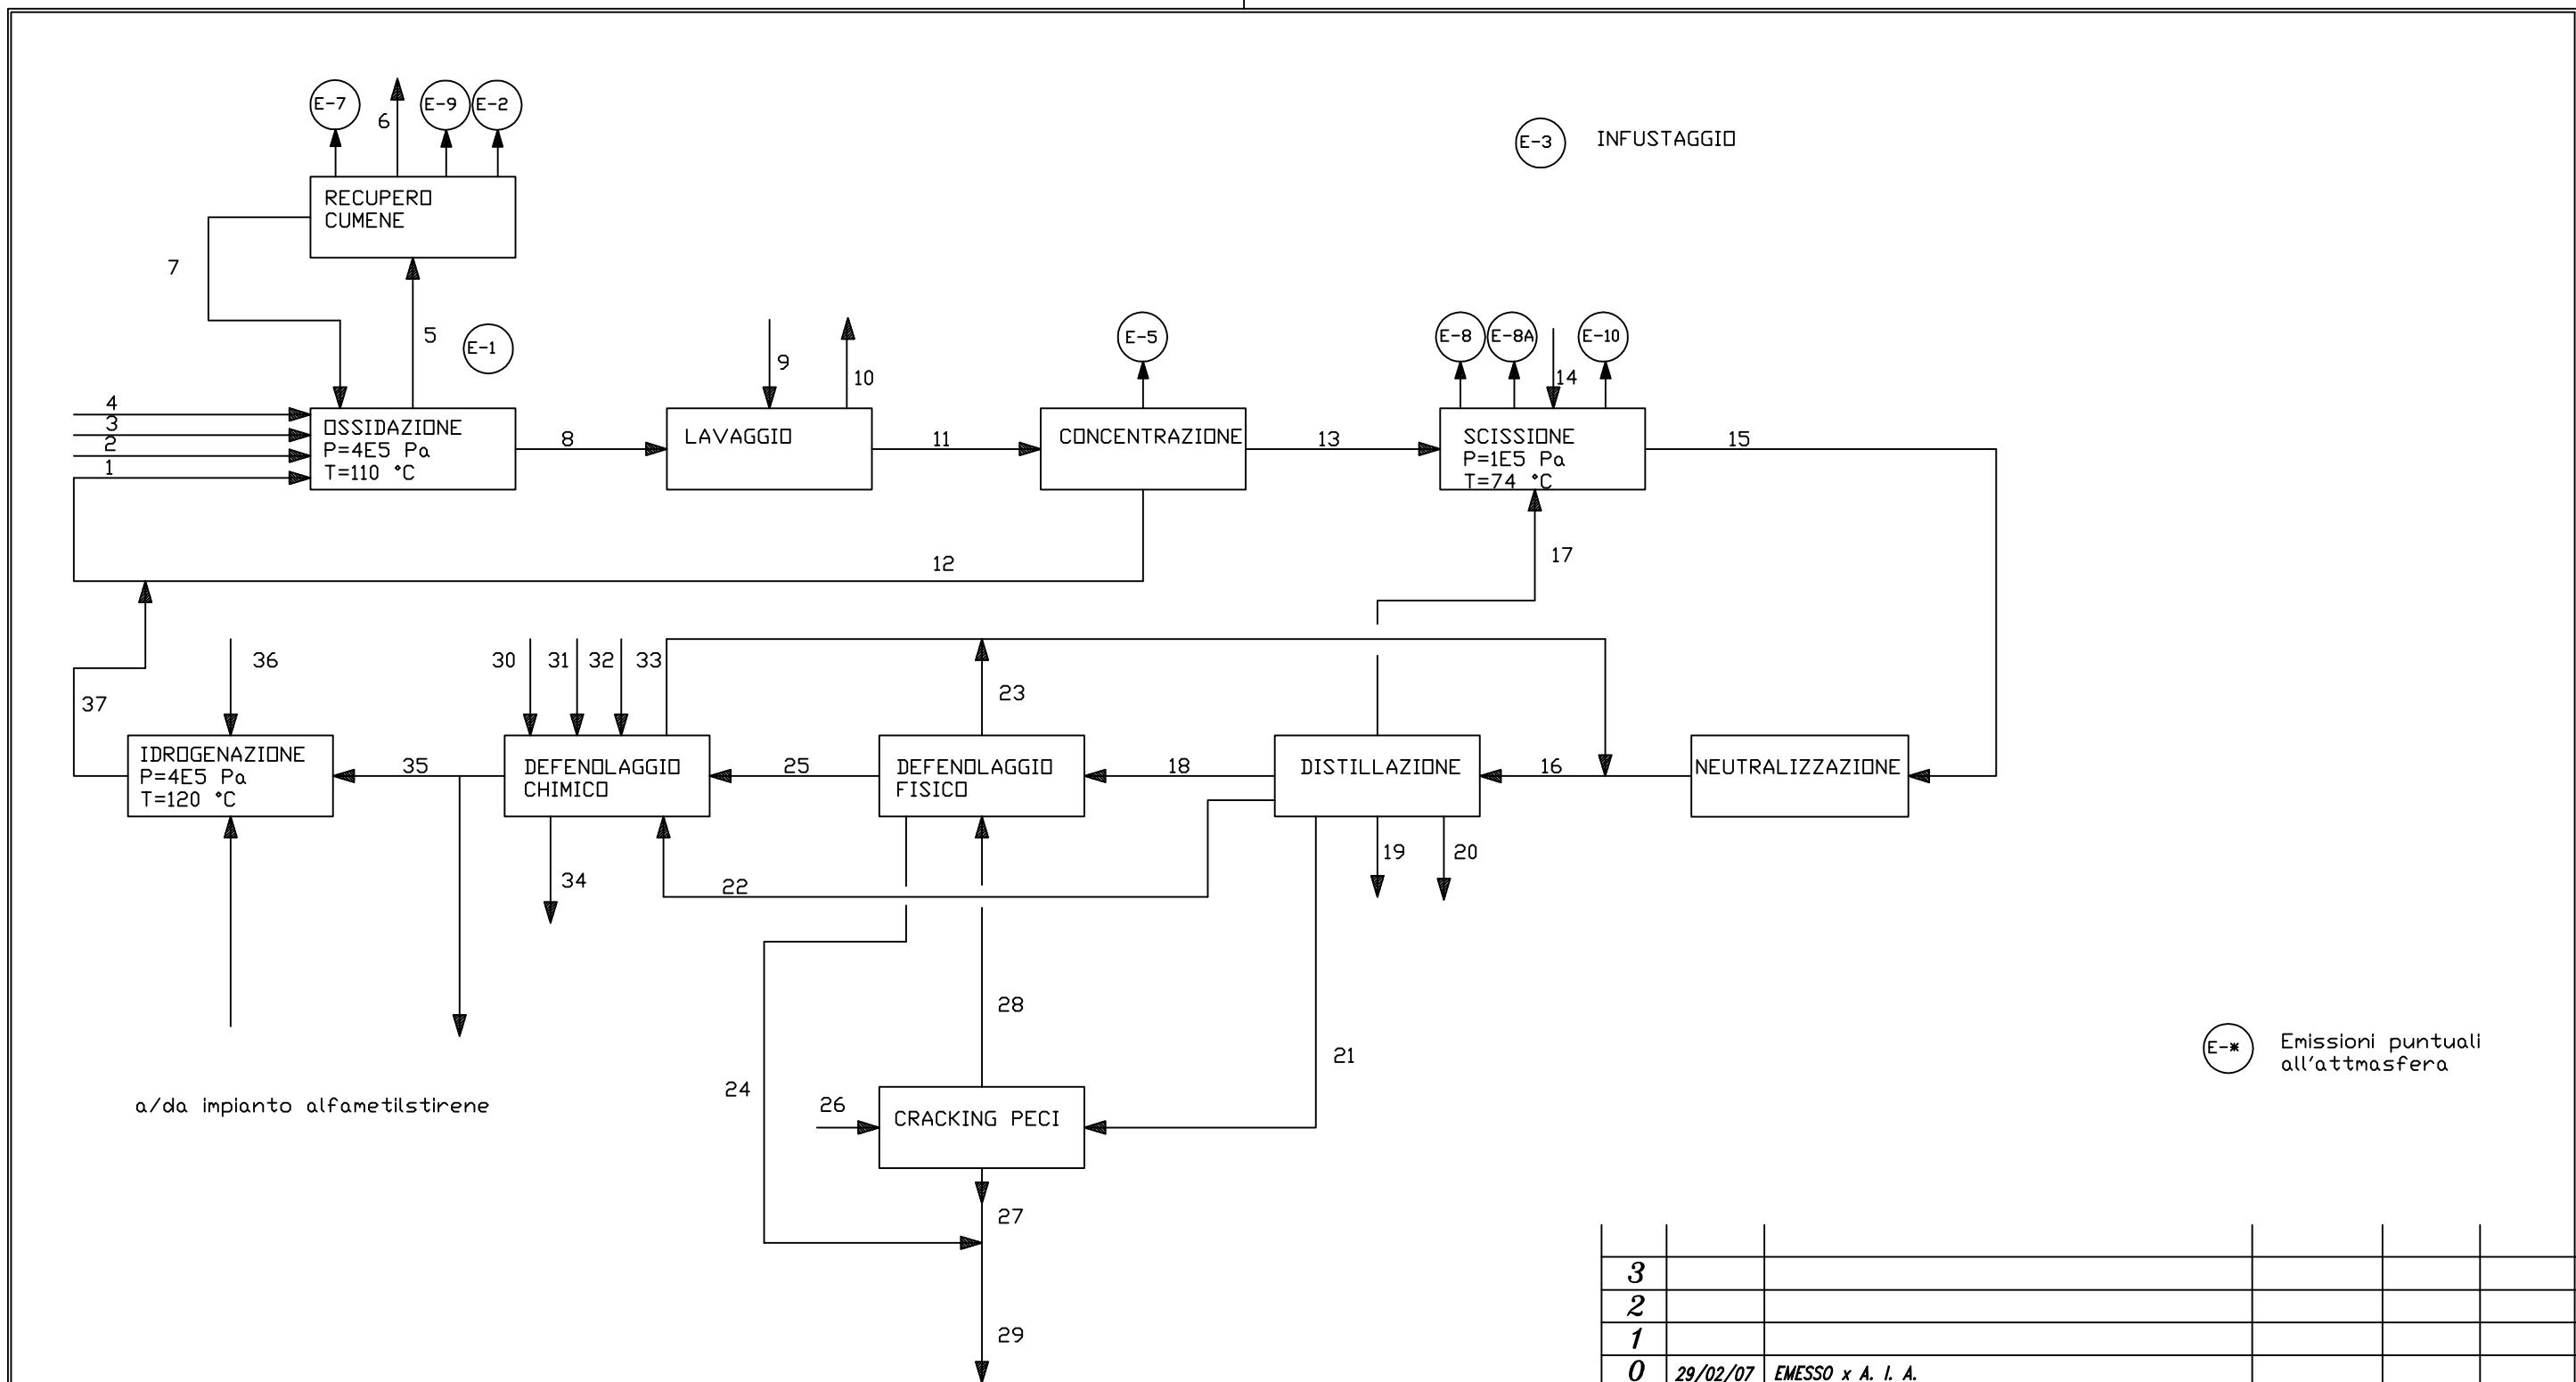 E-7
6
E-9
E-2
E-3
INFUSTAGGIO
RECUPERO
CUMENE
7
5
E-1
9
10
E-5
E-8
E-8A
14
E-10
4
3
2
1
OSSIDAZIONE
P=4E5 Pa
T=110 °C
8
LAVAGGIO
11
CONCENTRAZIONE
13
SCISSIONE
P=1E5 Pa
T=74 °C
15
12
17
36
30
31
32
33
23
37
IDROGENAZIONE
P=4E5 Pa
T=120 °C
35
DEFENOLAGGIO
CHIMICO
25
DEFENOLAGGIO
FISICO
18
DISTILLAZIONE
16
NEUTRALIZZAZIONE
34
22
19
20
28
21
24
E-*
Emissioni puntuali
all'attmasfera
a/da impianto alfametilstirene
26
CRACKING PECI
27
29
3
2
1
0 29/02/07 EMESSO x A. I. A.